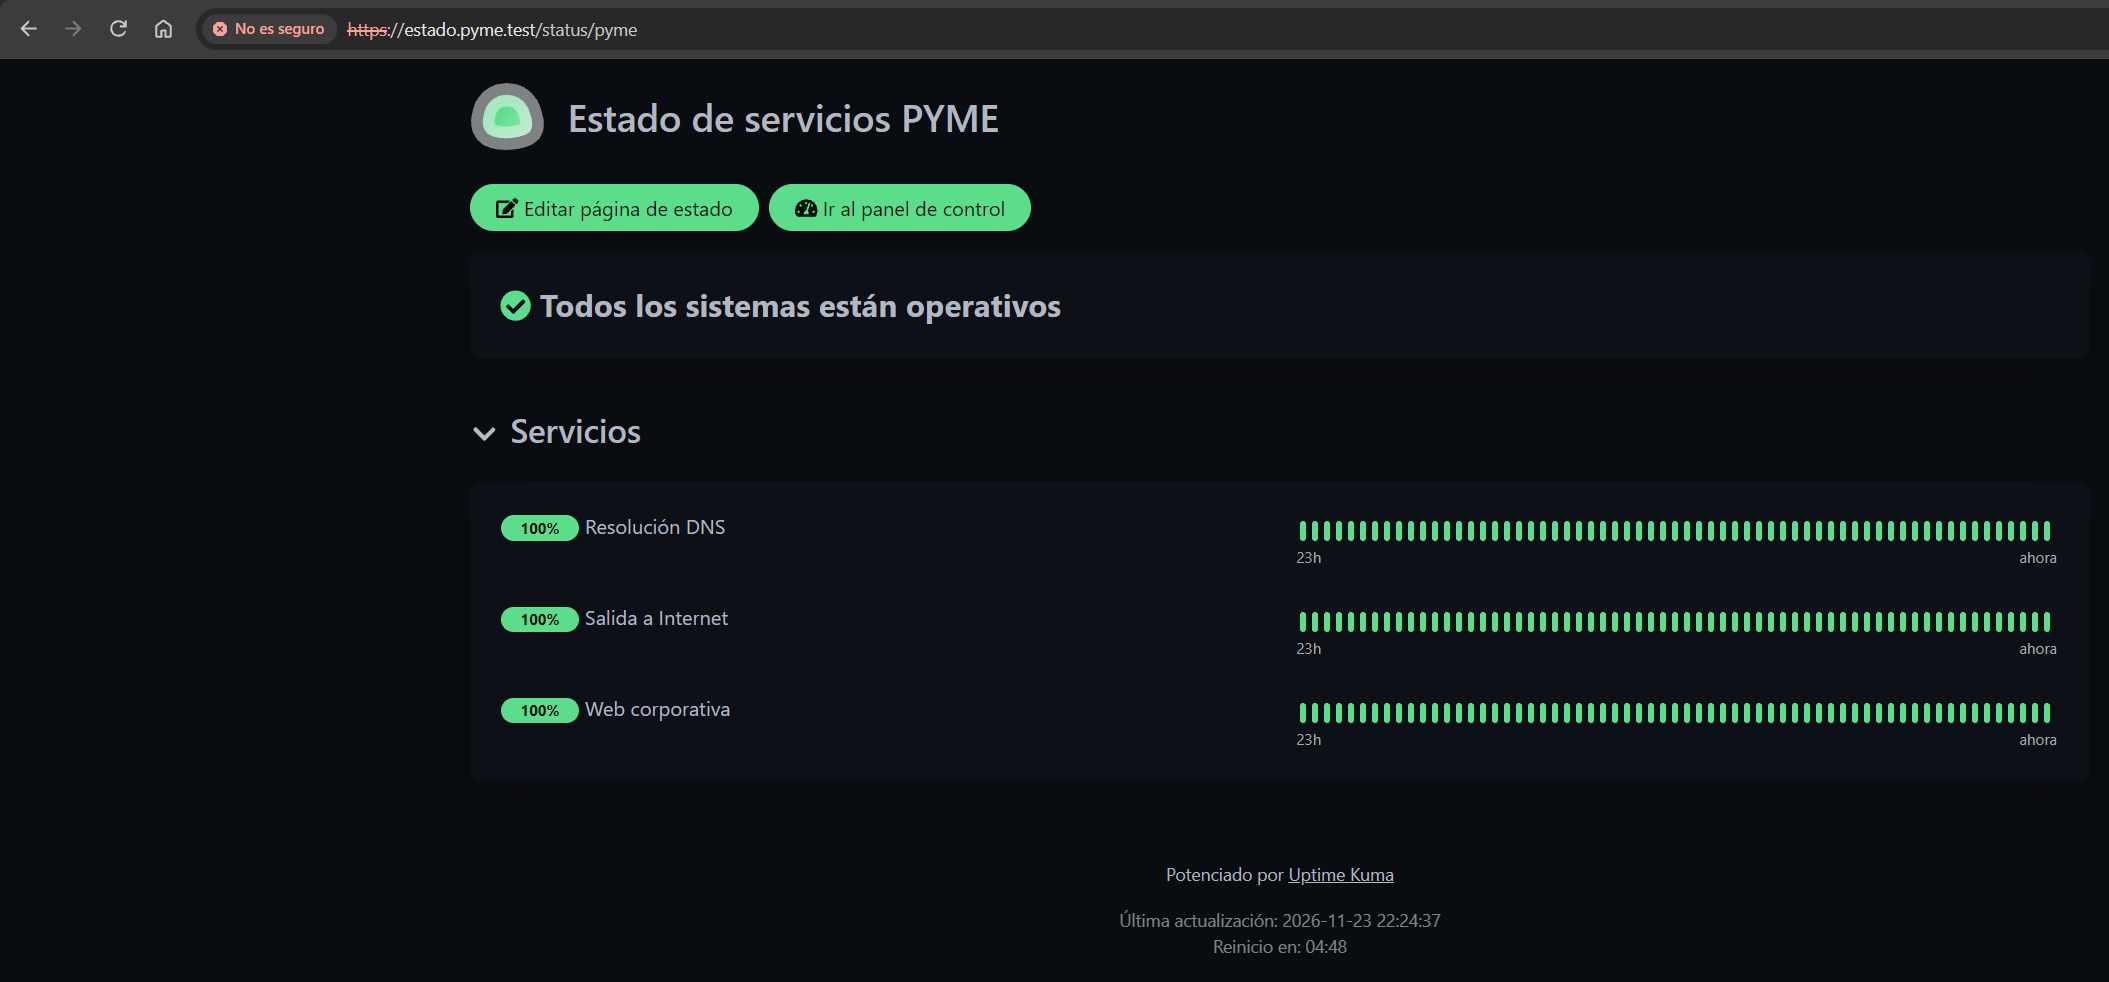 No es seguro https://estado.pyme.test/status/pyme
Estado de servicios PYME
Editar página de estado Ir al panel de control
Todos los sistemas están operativos
Servicios
100% Resolución DNS
23h ahora
100% Salida a Internet
23h ahora
100% Web corporativa
23h ahora
Potenciado por Uptime Kuma
Última actualización: 2026-11-23 22:24:37
Reinicio en: 04:48